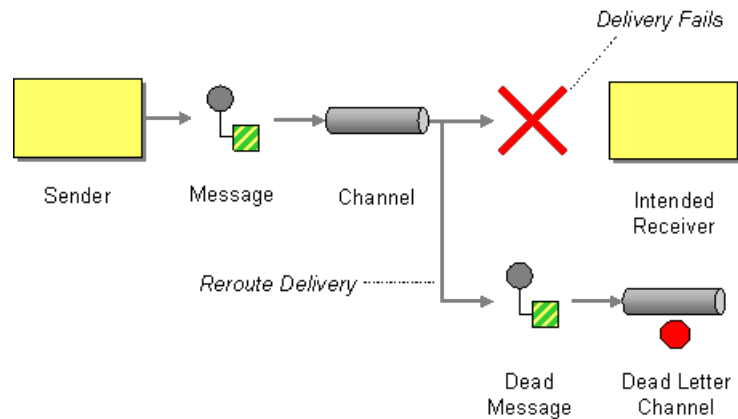 Delivery Fails
Sender
Message
Channel
Intended
Receiver
Reroute Delivery
Dead
Message
Dead Letter
Channel